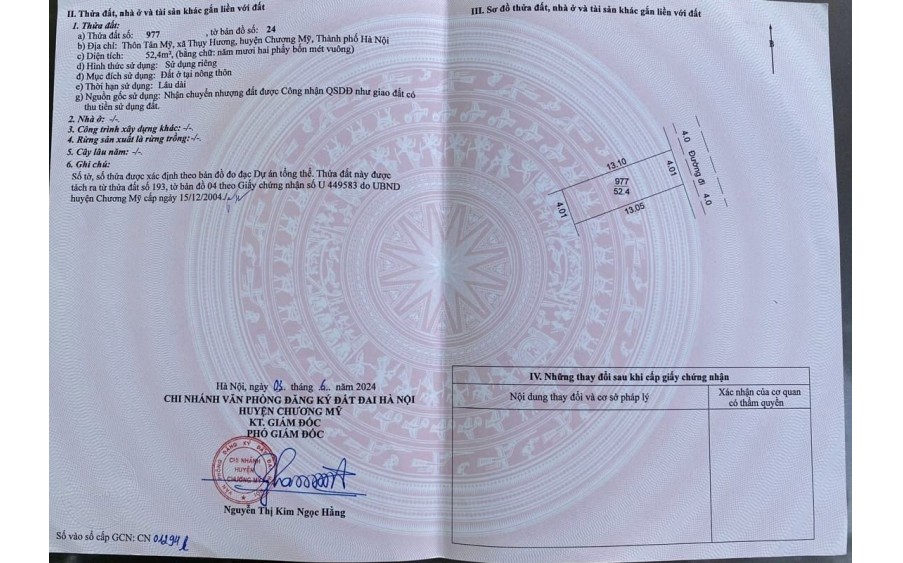 II. Thửa đất, nhà ở và tài sản khác gắn liền với đất
1. Thửa đất:
a) Thửa đất số: 977 , tờ bản đồ số: 24
b) Địa chỉ: Thôn Tân Mỹ, xã Thụy Hương, huyện Chương Mỹ, Thành phố Hà Nội
c) Diện tích: 52,4m², (bằng chữ: năm mươi hai phẩy bốn mét vuông)
d) Hình thức sử dụng: Sử dụng riêng
đ) Mục đích sử dụng: Đất ở tại nông thôn
e) Thời hạn sử dụng: Lâu dài
g) Nguồn gốc sử dụng: Nhận chuyển nhượng đất được Công nhận QSDĐ như giao đất có
thu tiền sử dụng đất.
2. Nhà ở: -/-.
3. Công trình xây dựng khác: -/-.
4. Rừng sản xuất là rừng trồng: -/-.
5. Cây lâu năm: -/-.
6. Ghi chú:
Số tờ, số thửa được xác định theo bản đồ đo đạc Dự án tổng thể. Thửa đất này được
tách ra từ thửa đất số 193, tờ bản đồ 04 theo Giấy chứng nhận số U 449583 do UBND
huyện Chương Mỹ cấp ngày 15/12/2004.
Hà Nội, ngày 03 tháng 6 năm 2024
CHI NHÁNH VĂN PHÒNG ĐĂNG KÝ ĐẤT ĐAI HÀ NỘI
HUYỆN CHƯƠNG MỸ
KT. GIÁM ĐỐC
PHÓ GIÁM ĐỐC
CHI NHÁNH
HUYỆN
CHƯƠNG MỸ
Nguyễn Thị Kim Ngọc Hằng
Số vào sổ cấp GCN: CN
III. Sơ đồ thửa đất, nhà ở và tài sản khác gắn liền với đất
B
13.10
4.01
977
52.4
4.01
13.05
4.0
Đường đi
4.0
IV. Những thay đổi sau khi cấp giấy chứng nhận
Nội dung thay đổi và cơ sở pháp lý
Xác nhận của cơ quan
có thẩm quyền